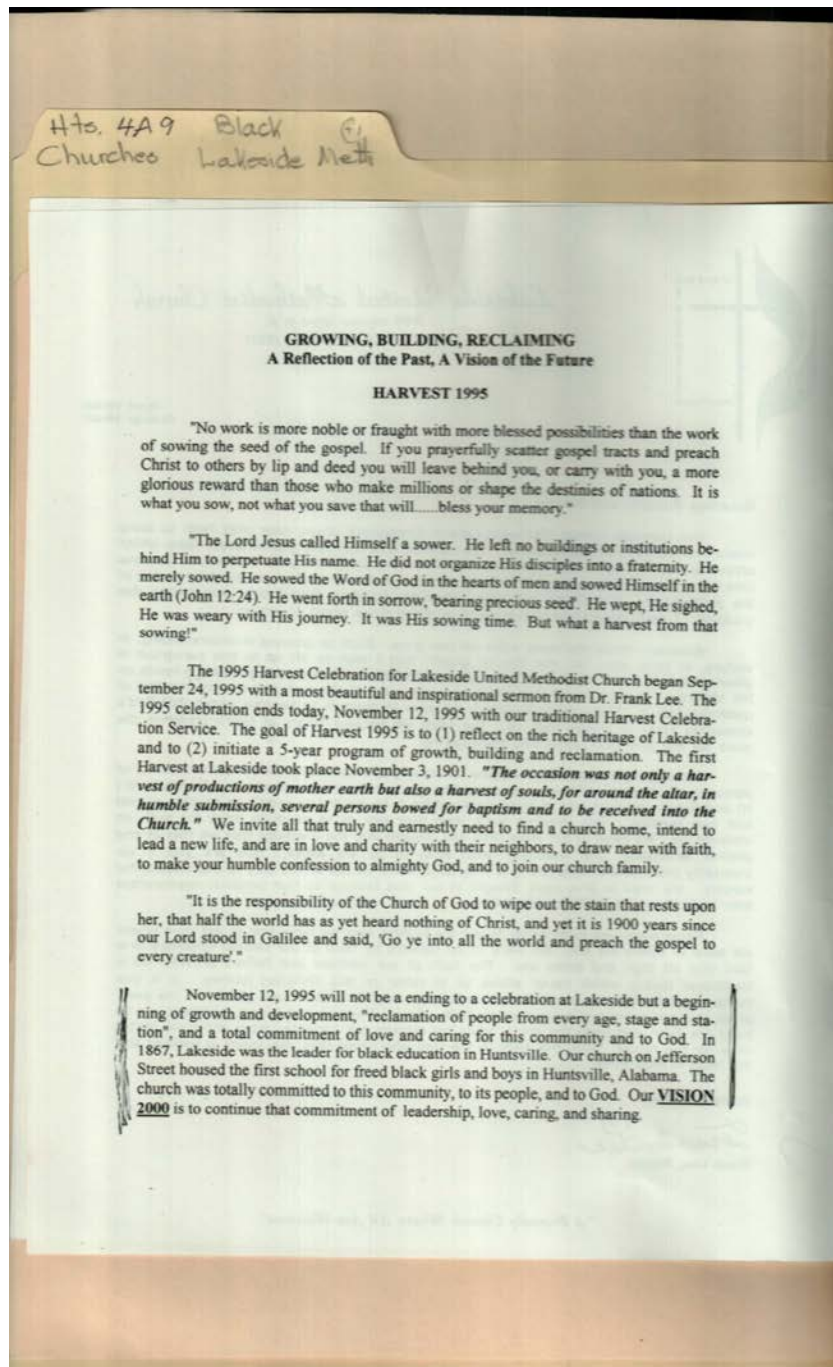 Hts. 4A9 Black
Churches Lakeside Meth
GROWING, BUILDING, RECLAIMING
A Reflection of the Past, A Vision of the Future
HARVEST 1995
"No work is more noble or fraught with more blessed possibilities than the work
of sowing the seed of the gospel. If you prayerfully scatter gospel tracts and preach
Christ to others by lip and deed you will leave behind you, or carry with you, a more
glorious reward than those who make millions or shape the destinies of nations. It is
what you sow, not what you save that will......bless your memory."
"The Lord Jesus called Himself a sower. He left no buildings or institutions be-
hind Him to perpetuate His name. He did not organize His disciples into a fraternity. He
merely sowed. He sowed the Word of God in the hearts of men and sowed Himself in the
earth (John 12:24). He went forth in sorrow, 'bearing precious seed'. He wept, He sighed,
He was weary with His journey. It was His sowing time. But what a harvest from that
sowing!"
The 1995 Harvest Celebration for Lakeside United Methodist Church began Sep-
tember 24, 1995 with a most beautiful and inspirational sermon from Dr. Frank Lee. The
1995 celebration ends today, November 12, 1995 with our traditional Harvest Celebra-
tion Service. The goal of Harvest 1995 is to (1) reflect on the rich heritage of Lakeside
and to (2) initiate a 5-year program of growth, building and reclamation. The first
Harvest at Lakeside took place November 3, 1901. "The occasion was not only a har-
vest of productions of mother earth but also a harvest of souls, for around the altar, in
humble submission, several persons bowed for baptism and to be received into the
Church." We invite all that truly and earnestly need to find a church home, intend to
lead a new life, and are in love and charity with their neighbors, to draw near with faith,
to make your humble confession to almighty God, and to join our church family.
"It is the responsibility of the Church of God to wipe out the stain that rests upon
her, that half the world has as yet heard nothing of Christ, and yet it is 1900 years since
our Lord stood in Galilee and said, 'Go ye into all the world and preach the gospel to
every creature'."
November 12, 1995 will not be a ending to a celebration at Lakeside but a begin-
ning of growth and development, "reclamation of people from every age, stage and sta-
tion", and a total commitment of love and caring for this community and to God. In
1867, Lakeside was the leader for black education in Huntsville. Our church on Jefferson
Street housed the first school for freed black girls and boys in Huntsville, Alabama. The
church was totally committed to this community, to its people, and to God. Our VISION
2000 is to continue that commitment of leadership, love, caring, and sharing.